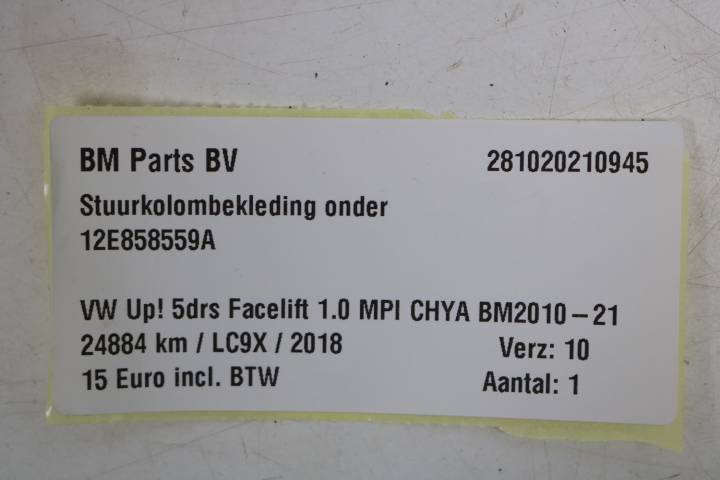 BM Parts BV 281020210945
Stuurkolombekleding onder
12E858559A
VW Up! 5drs Facelift 1.0 MPI CHYA BM2010-21
24884 km / LC9X / 2018 Verz: 10
15 Euro incl. BTW Aantal: 1